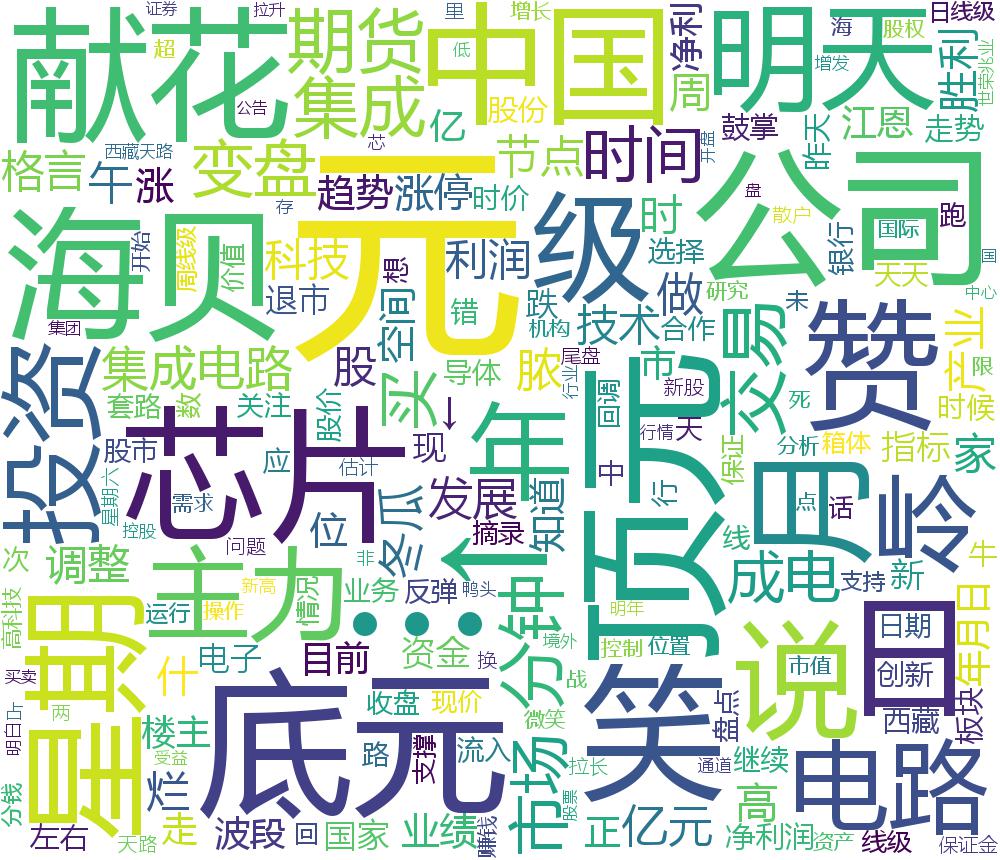 献花
期货
中国
明天
集成
海贝
元
级
公司
芯片
投资
星期
主力
底元
笑
说
日
月
顶元
赞
岭
电路
年
个
分钟
…
交易
时间
变盘
节点
格言
午
涨
趋势
涨停
时价
科技
利润
退市
空间
想
错
跌
机构
技术
合作
做
选择
时
周
净利
股份
亿
鼓掌
昨天
江恩
走势
胜利
日线级
世荣兆业
股权
海
增发
增长
里
低
证券
拉升
超
公告
西藏天路
芯
存
开始
周线级
价值
集团
集成电路
套路
数
关注
股
买
导体
脓
尾盘
行业
股价
股市
星期六
控股
需求
应
估计
现
↓
发展
位
冬瓜
知道
摘录
问题
次
调整
高科技
运行
操作
新高
情况
非
业务
反弹
鸭头
买卖
明白
占
两
电子
什
目前
资金
换
收盘
现价
楼主
受益
烂
路
支撑
流入
微笑
境外
战
市场
拉长
股票
分钱
左右
走
天路
波段
回
国家
业绩
赚钱
正
亿元
高
净利润
资产
线级
保证金
通道
继续
盘点
板块
西藏
年月日
日期
创新
市值
控制
位置
明年
成电
支持
新
牛
线
行
中
回调
市
新股
行情
天
保证
死
分析
箱体
点
话
指标
家
时候
限
产业
中心
国
未
研究
天天
银行
国际
跑
散户
盘
开盘